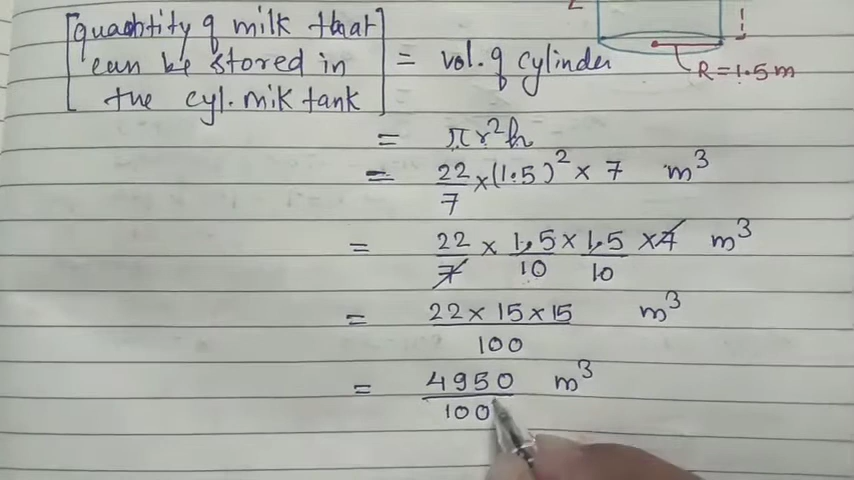 quantity of milk that
can be stored in = vol. of cylinder
the cyl. mik tank
R = 1.5 m
= πr²h
= 22/7 × (1.5)² × 7 m³
= 22/7 × 1.5/10 × 1.5/10 × 7 m³
= 22 × 15 × 15 / 100 m³
= 4950/100 m³